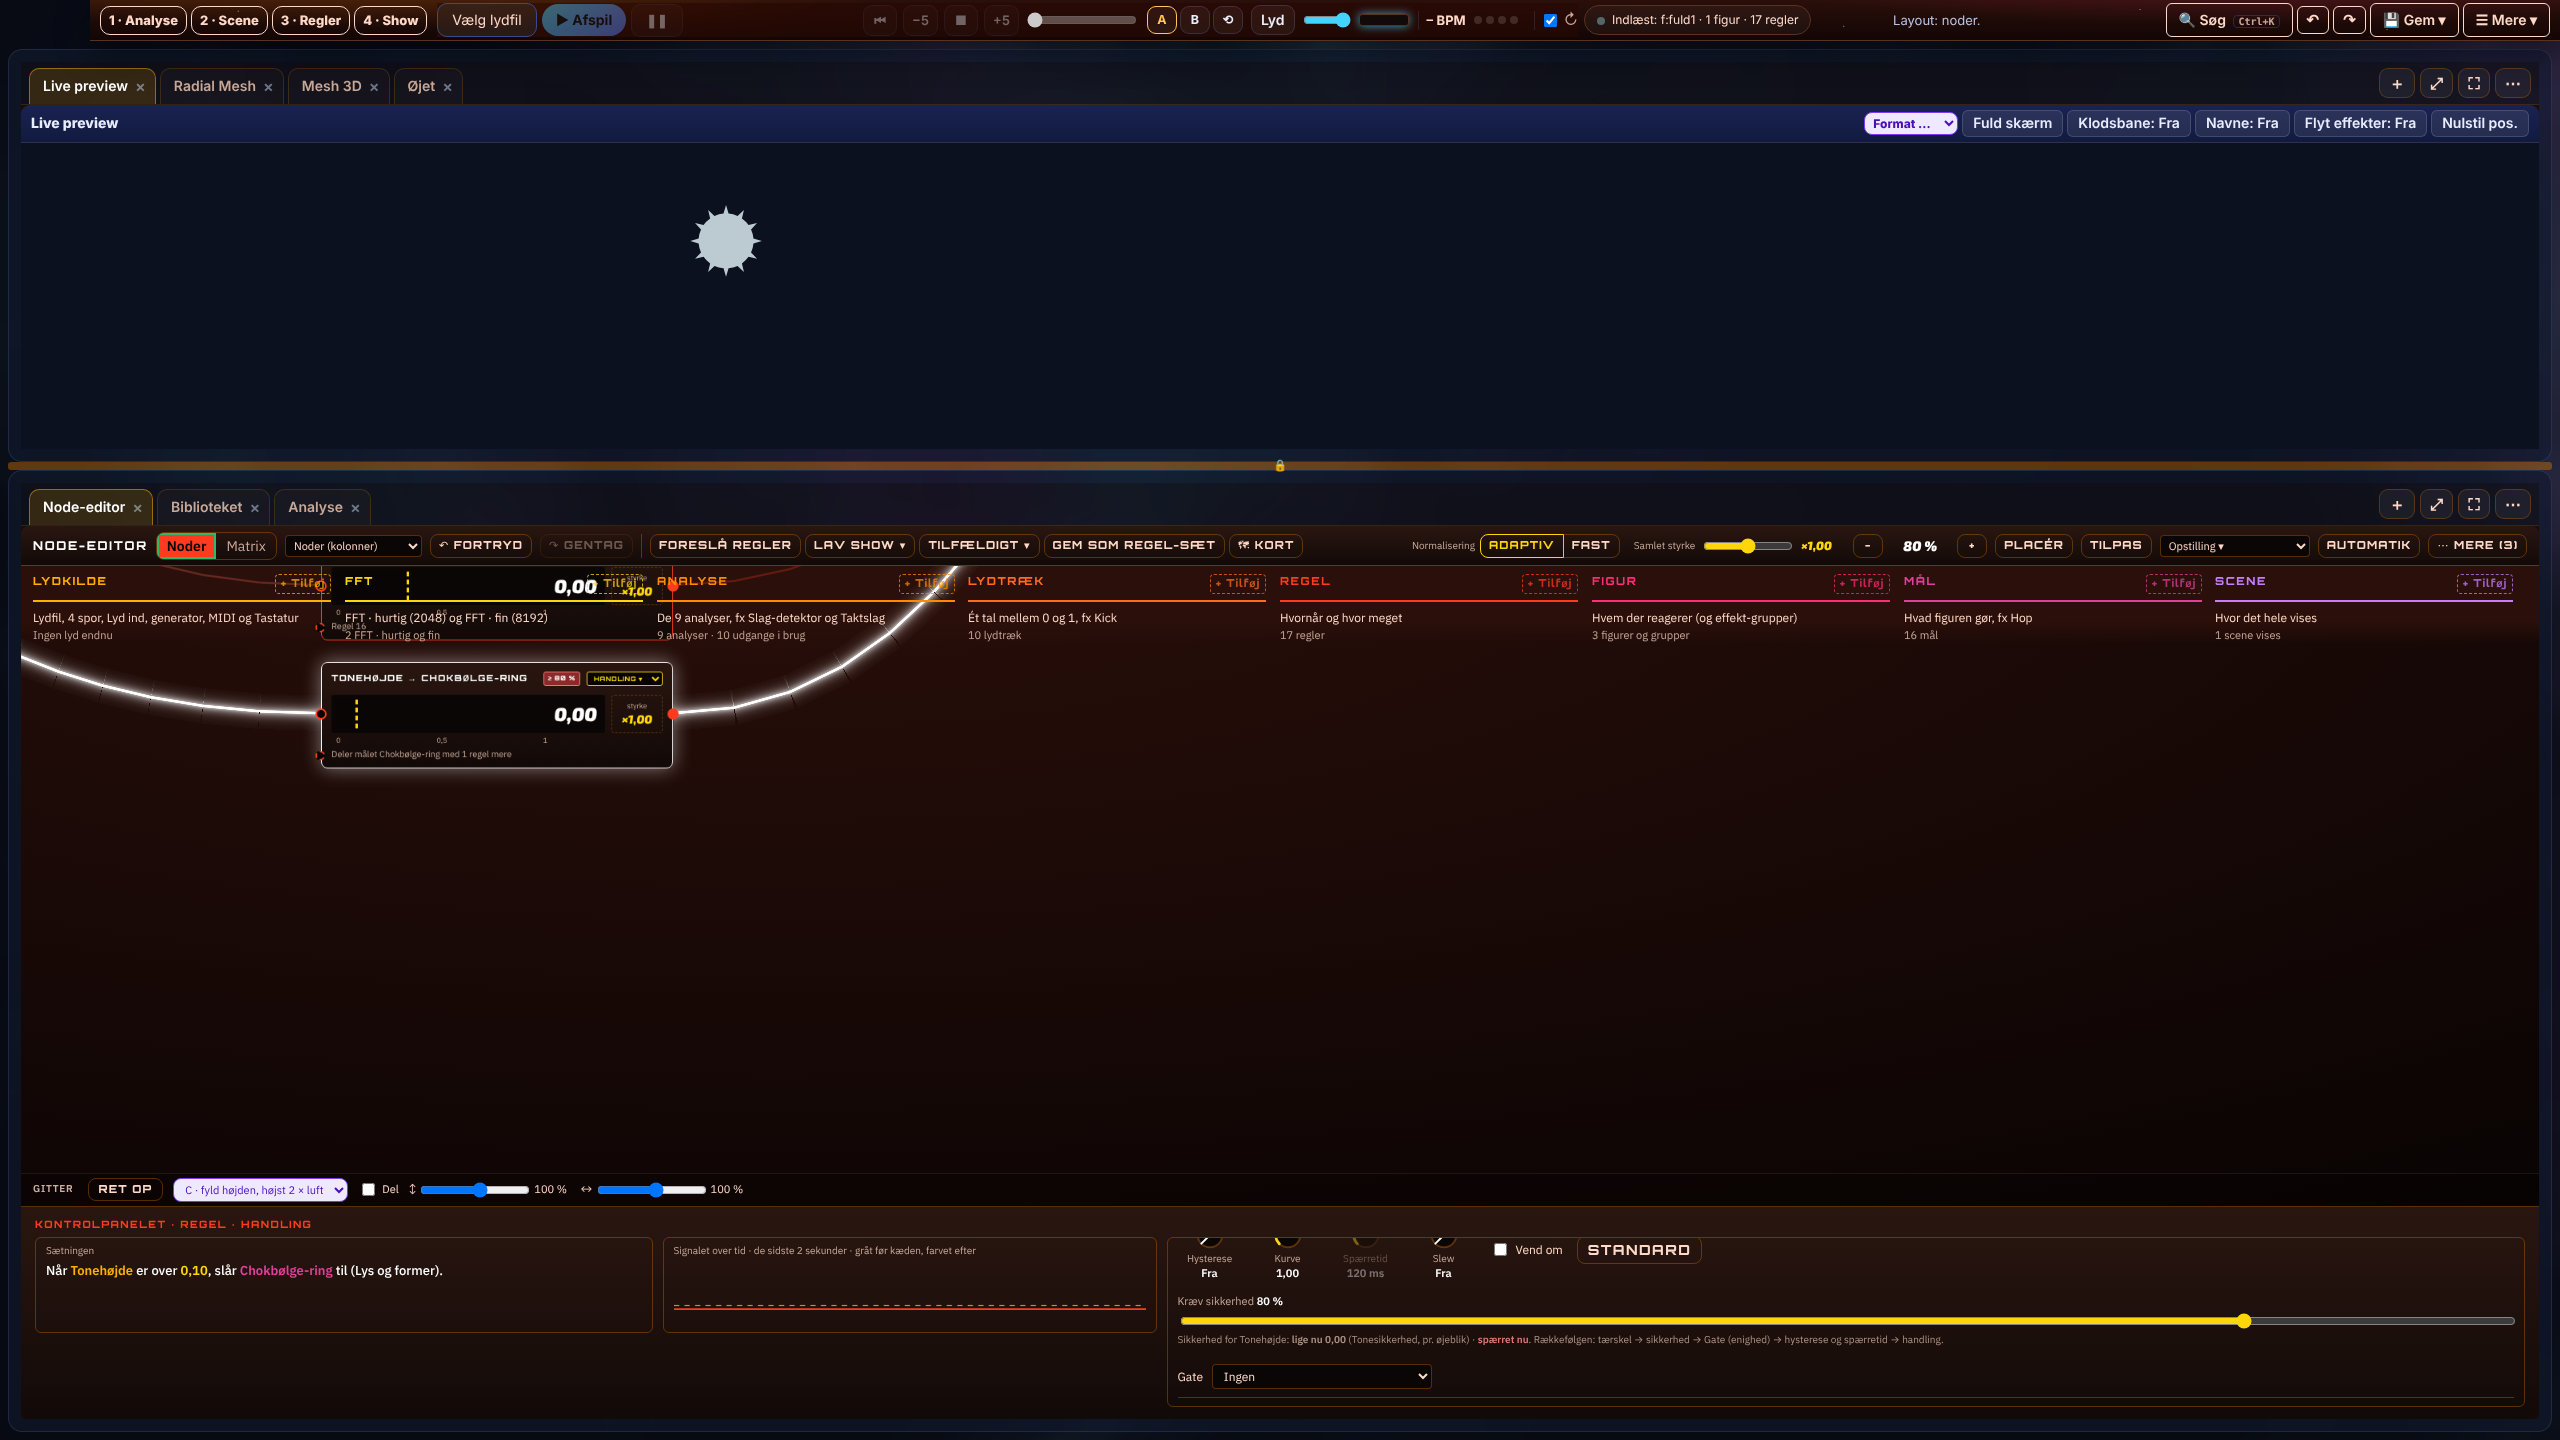 1 · Analyse 2 · Scene 3 · Regler 4 · Show Vælg lydfil ▶ Afspil ❚❚ ⏮ −5 ■ +5 A B ⟲ Lyd – BPM ↻ Indlæst: f:fuld1 · 1 figur · 17 regler Layout: noder. 🔍 Søg Ctrl+K ↶ ↷ 💾 Gem ▾ ☰ Mere ▾
Live preview × Radial Mesh × Mesh 3D × Øjet × + ⤢ ⛶ ⋯
Live preview Format ... Fuld skærm Klodsbane: Fra Navne: Fra Flyt effekter: Fra Nulstil pos.
🔒
Node-editor × Biblioteket × Analyse × + ⤢ ⛶ ⋯
NODE-EDITOR Noder Matrix Noder (kolonner) ↶ FORTRYD ↷ GENTAG FORESLÅ REGLER LAV SHOW ▾ TILFÆLDIGT ▾ GEM SOM REGEL-SÆT 🗺 KORT Normalisering ADAPTIV FAST Samlet styrke ×1,00 − 80 % + PLACÉR TILPAS Opstilling ▾ AUTOMATIK ⋯ MERE (3)
LYDKILDE + Tilføj FFT + Tilføj ANALYSE + Tilføj LYDTRÆK + Tilføj REGEL + Tilføj FIGUR + Tilføj MÅL + Tilføj SCENE + Tilføj
0,00 styrke ×1,00
0 0,5 1
Lydfil, 4 spor, Lyd ind, generator, MIDI og Tastatur FFT · hurtig (2048) og FFT · fin (8192) De 9 analyser, fx Slag-detektor og Taktslag Ét tal mellem 0 og 1, fx Kick Hvornår og hvor meget Hvem der reagerer (og effekt-grupper) Hvad figuren gør, fx Hop Hvor det hele vises
Regel 16
Ingen lyd endnu 2 FFT · hurtig og fin 9 analyser · 10 udgange i brug 10 lydtræk 17 regler 3 figurer og grupper 16 mål 1 scene vises
TONEHØJDE → CHOKBØLGE-RING ≥ 80 % HANDLING ▾
0,00 styrke ×1,00
0 0,5 1
Deler målet Chokbølge-ring med 1 regel mere
GITTER RET OP C · fyld højden, højst 2 × luft Del ↕ 100 % ↔ 100 %
KONTROLPANELET · REGEL · HANDLING
Sætningen
Når Tonehøjde er over 0,10, slår Chokbølge-ring til (Lys og former).
Signalet over tid · de sidste 2 sekunder · gråt før kæden, farvet efter
Hysterese Kurve Spærretid Slew Vend om STANDARD
Fra 1,00 120 ms Fra
Kræv sikkerhed 80 %
Sikkerhed for Tonehøjde: lige nu 0,00 (Tonesikkerhed, pr. øjeblik) · spærret nu. Rækkefølgen: tærskel → sikkerhed → Gate (enighed) → hysterese og spærretid → handling.
Gate Ingen